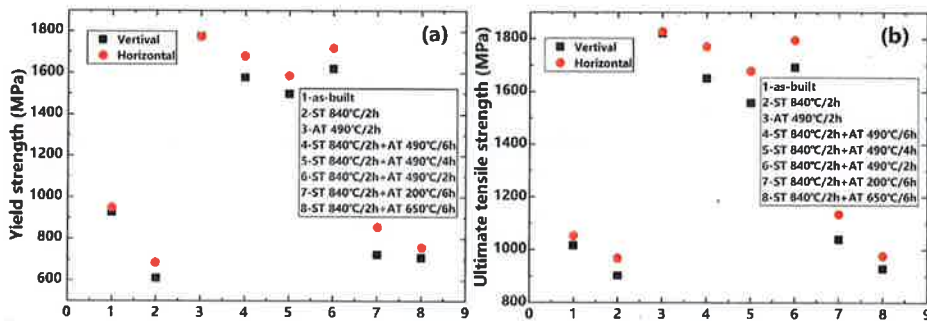 (a)
Vertival
Horizontal
1-as-built
2-ST 840℃/2h
3-AT 490℃/2h
4-ST 840℃/2h+AT 490℃/6h
5-ST 840℃/2h+AT 490℃/4h
6-ST 840℃/2h+AT 490℃/2h
7-ST 840℃/2h+AT 200℃/6h
8-ST 840℃/2h+AT 650℃/6h
Yield strength (MPa)
1800
1600
1400
1200
1000
800
600
0 1 2 3 4 5 6 7 8 9
(b)
Vertival
Horizontal
1-as-built
2-ST 840℃/2h
3-AT 490℃/2h
4-ST 840℃/2h+AT 490℃/6h
5-ST 840℃/2h+AT 490℃/4h
6-ST 840℃/2h+AT 490℃/2h
7-ST 840℃/2h+AT 200℃/6h
8-ST 840℃/2h+AT 650℃/6h
Ultimate tensile strength (MPa)
1800
1600
1400
1200
1000
800
0 1 2 3 4 5 6 7 8 9